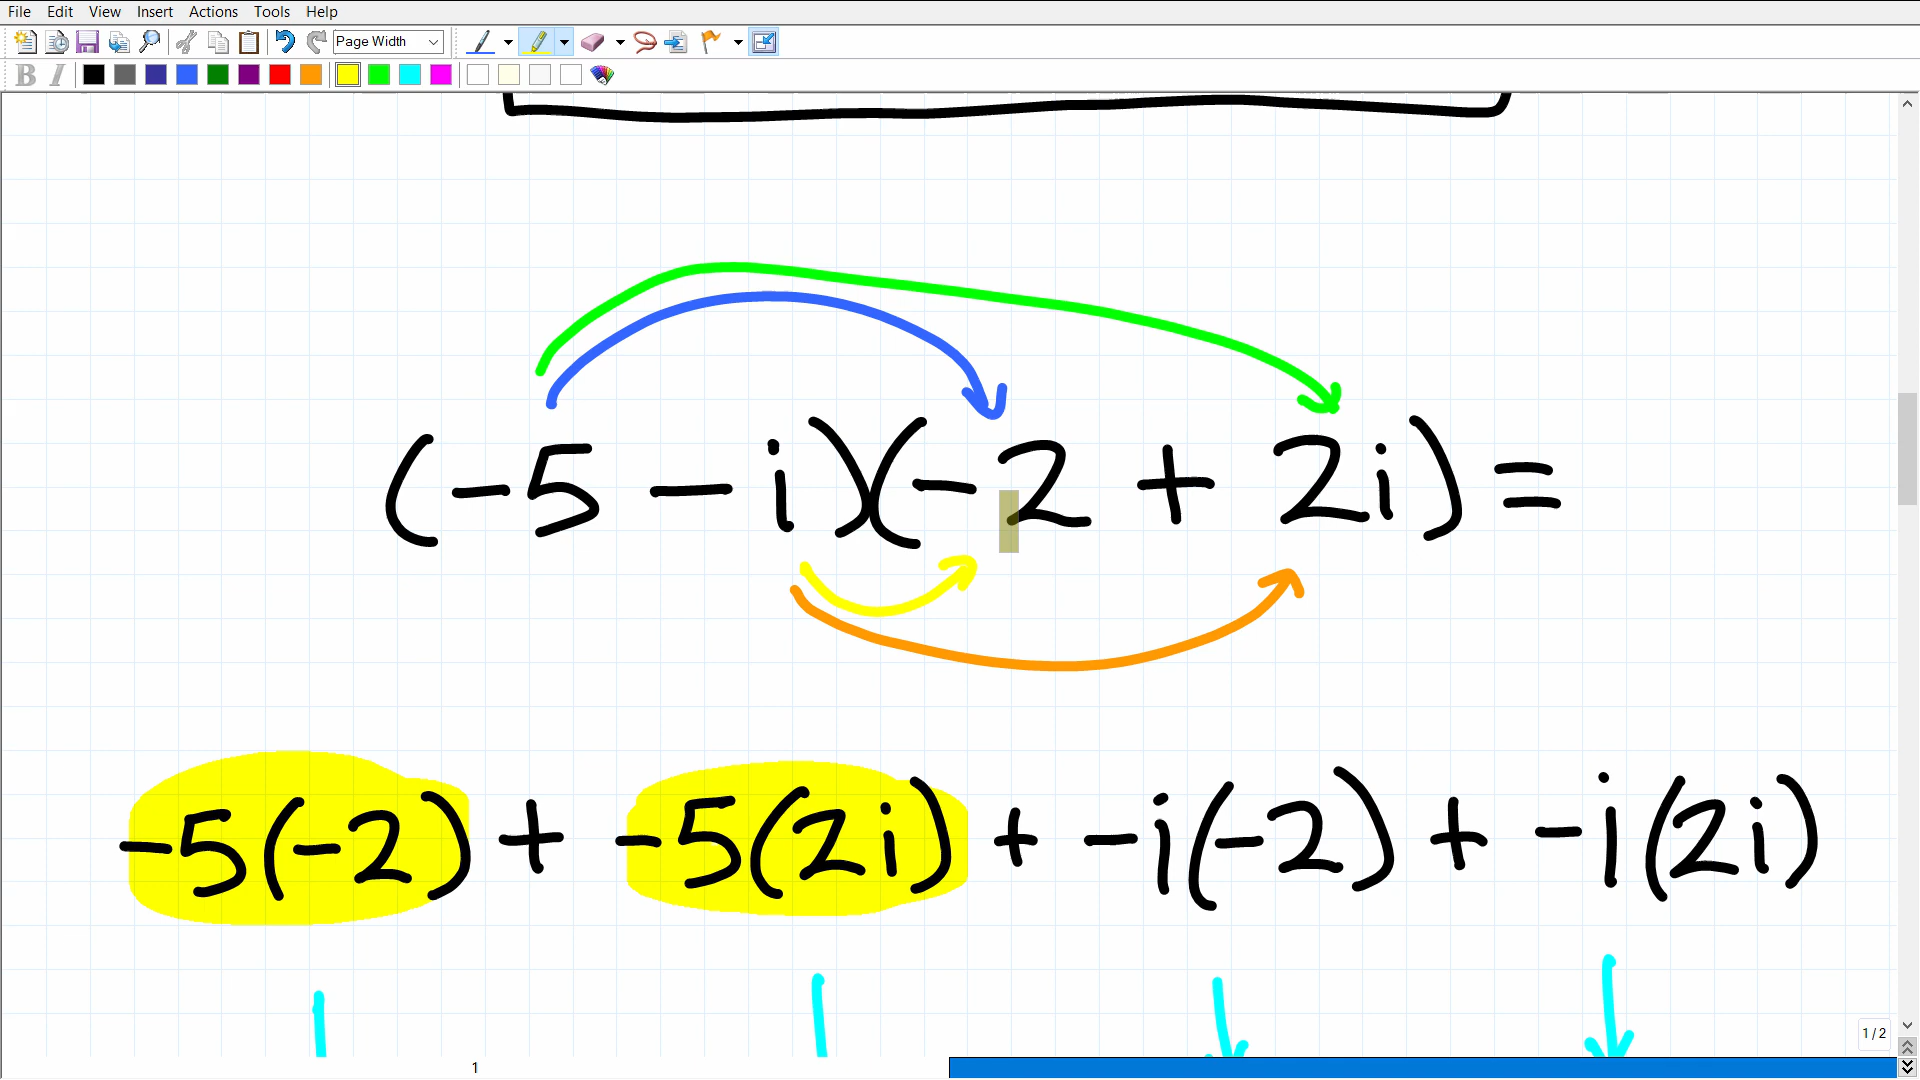 File Edit View Insert Actions Tools Help
Page Width
B I
(-5 - i)(-2 + 2i) =
-5(-2) + -5(2i) + -i(-2) + -i(2i)
1/2
1